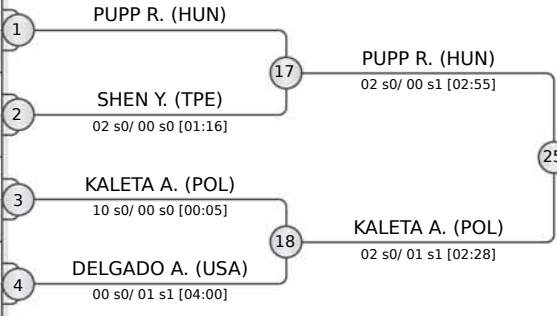 PUPP R. (HUN)
1
17
PUPP R. (HUN)
02 s0/ 00 s1 [02:55]
SHEN Y. (TPE)
2
02 s0/ 00 s0 [01:16]
25
KALETA A. (POL)
3
10 s0/ 00 s0 [00:05]
18
KALETA A. (POL)
02 s0/ 01 s1 [02:28]
DELGADO A. (USA)
4
00 s0/ 01 s1 [04:00]